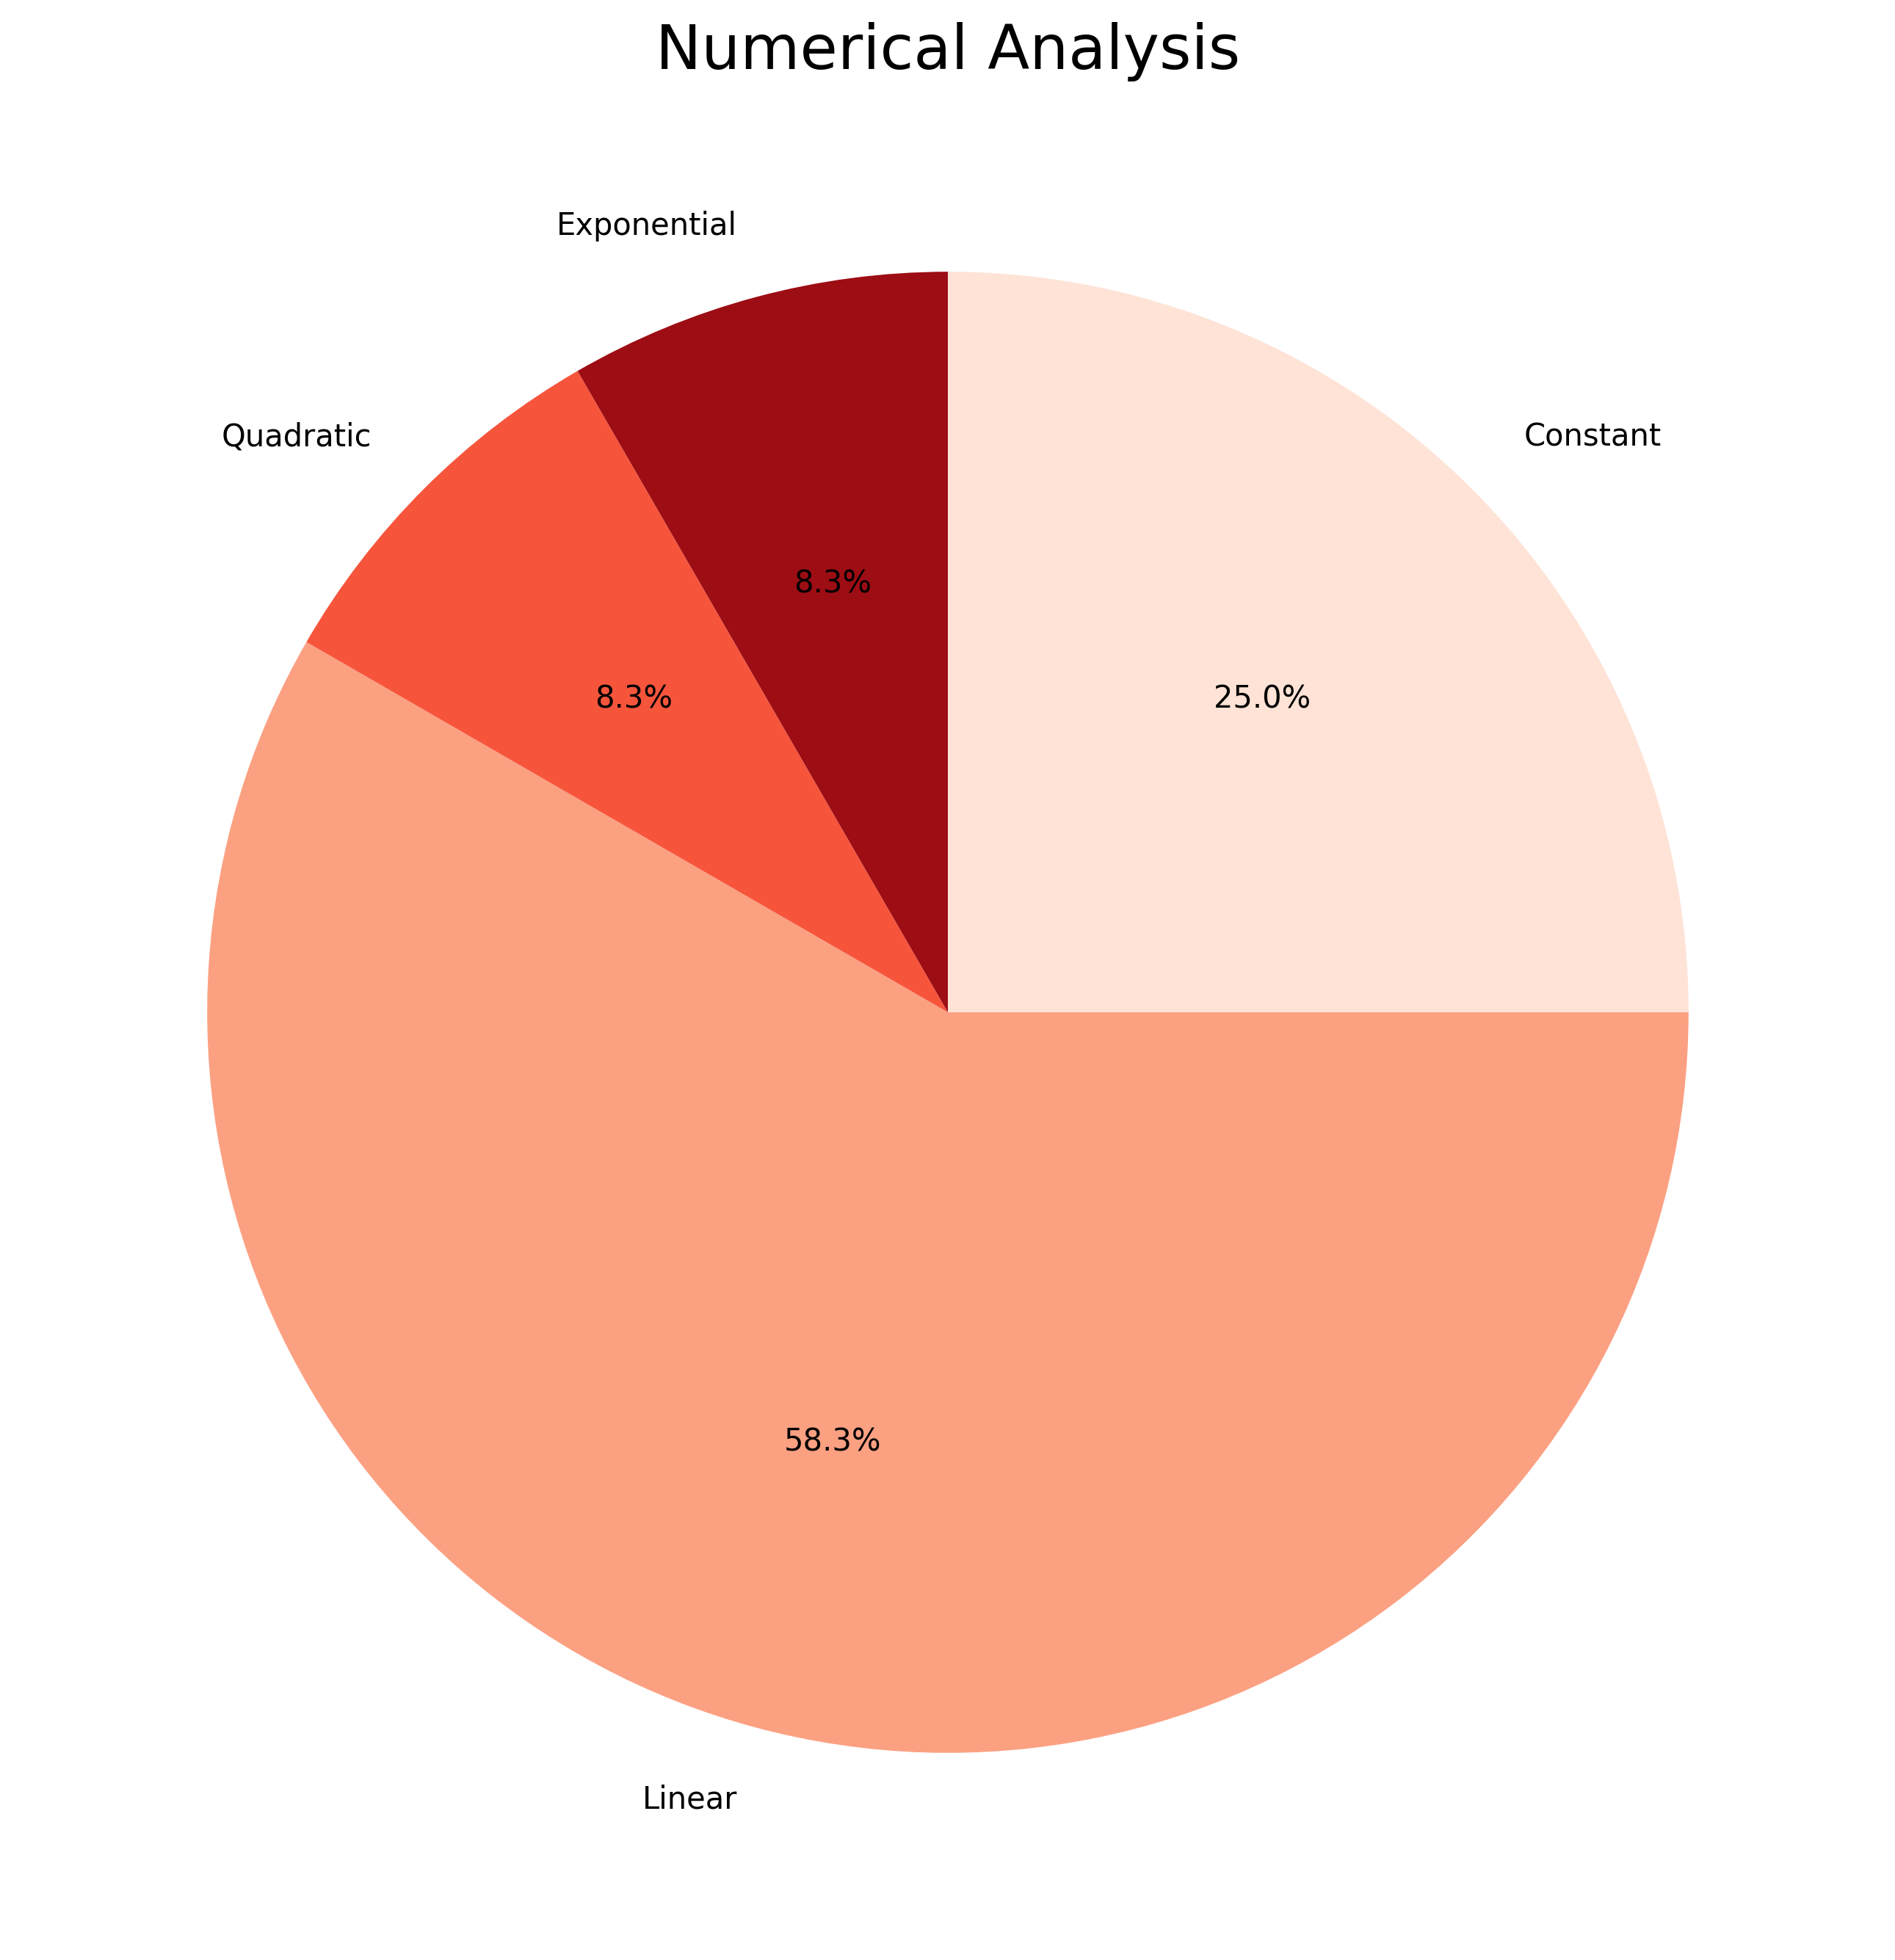 Numerical Analysis
Exponential
Quadratic
Constant
8.3%
8.3%
25.0%
58.3%
Linear